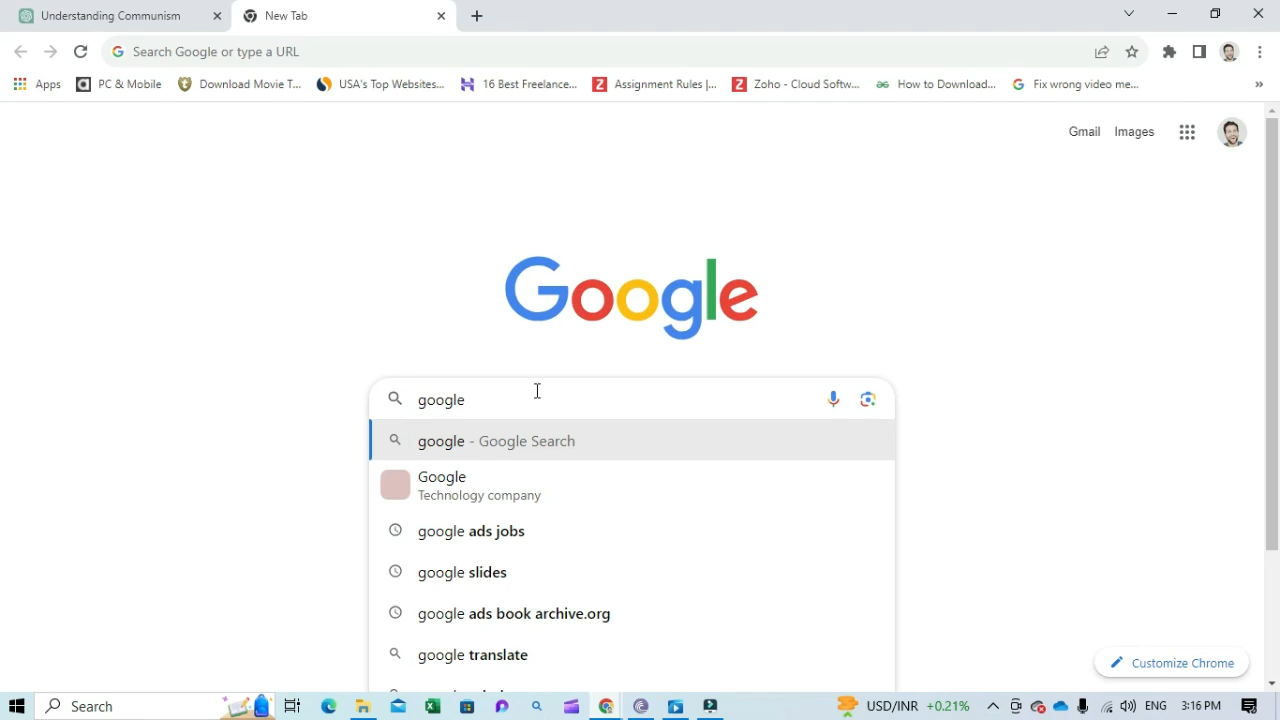 Understanding Communism
New Tab
Search Google or type a URL
Apps
PC & Mobile
Download Movie T...
USA's Top Websites...
16 Best Freelance...
Assignment Rules |...
Zoho - Cloud Softw...
How to Download...
Fix wrong video me...
»
Gmail
Images
Google
google
google - Google Search
Google
Technology company
google ads jobs
google slides
google ads book archive.org
google translate
Customize Chrome
Search
USD/INR +0.21%
ENG
3:16 PM